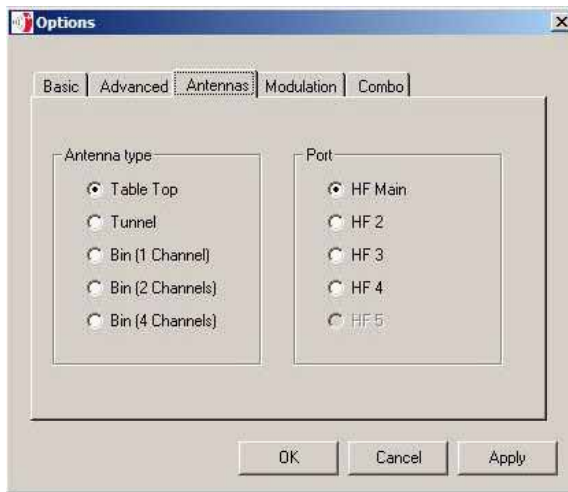 Options
Basic Advanced Antennas Modulation Combo
Antenna type
Table Top
Tunnel
Bin (1 Channel)
Bin (2 Channels)
Bin (4 Channels)
Port
HF Main
HF 2
HF 3
HF 4
HF 5
OK Cancel Apply